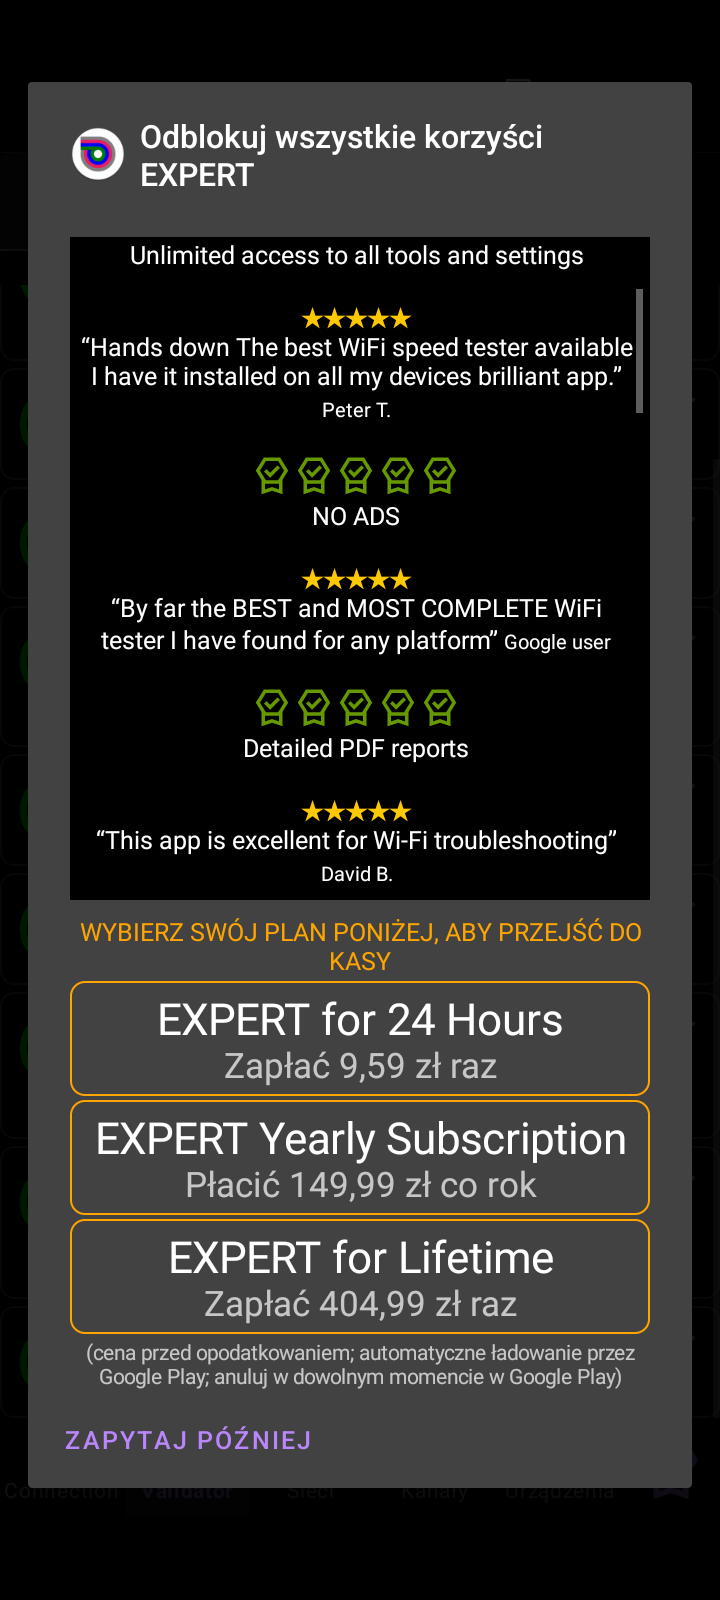 Odblokuj wszystkie korzyści
EXPERT
Unlimited access to all tools and settings
★★★★★
“Hands down The best WiFi speed tester available
I have it installed on all my devices brilliant app.”
Peter T.
NO ADS
★★★★★
“By far the BEST and MOST COMPLETE WiFi
tester I have found for any platform” Google user
Detailed PDF reports
★★★★★
“This app is excellent for Wi-Fi troubleshooting”
David B.
WYBIERZ SWÓJ PLAN PONIŻEJ, ABY PRZEJŚĆ DO
KASY
EXPERT for 24 Hours
Zapłać 9,59 zł raz
EXPERT Yearly Subscription
Płacić 149,99 zł co rok
EXPERT for Lifetime
Zapłać 404,99 zł raz
(cena przed opodatkowaniem; automatyczne ładowanie przez
Google Play; anuluj w dowolnym momencie w Google Play)
ZAPYTAJ PÓŹNIEJ
Connection Validator Sieci Kanały Urządzenia